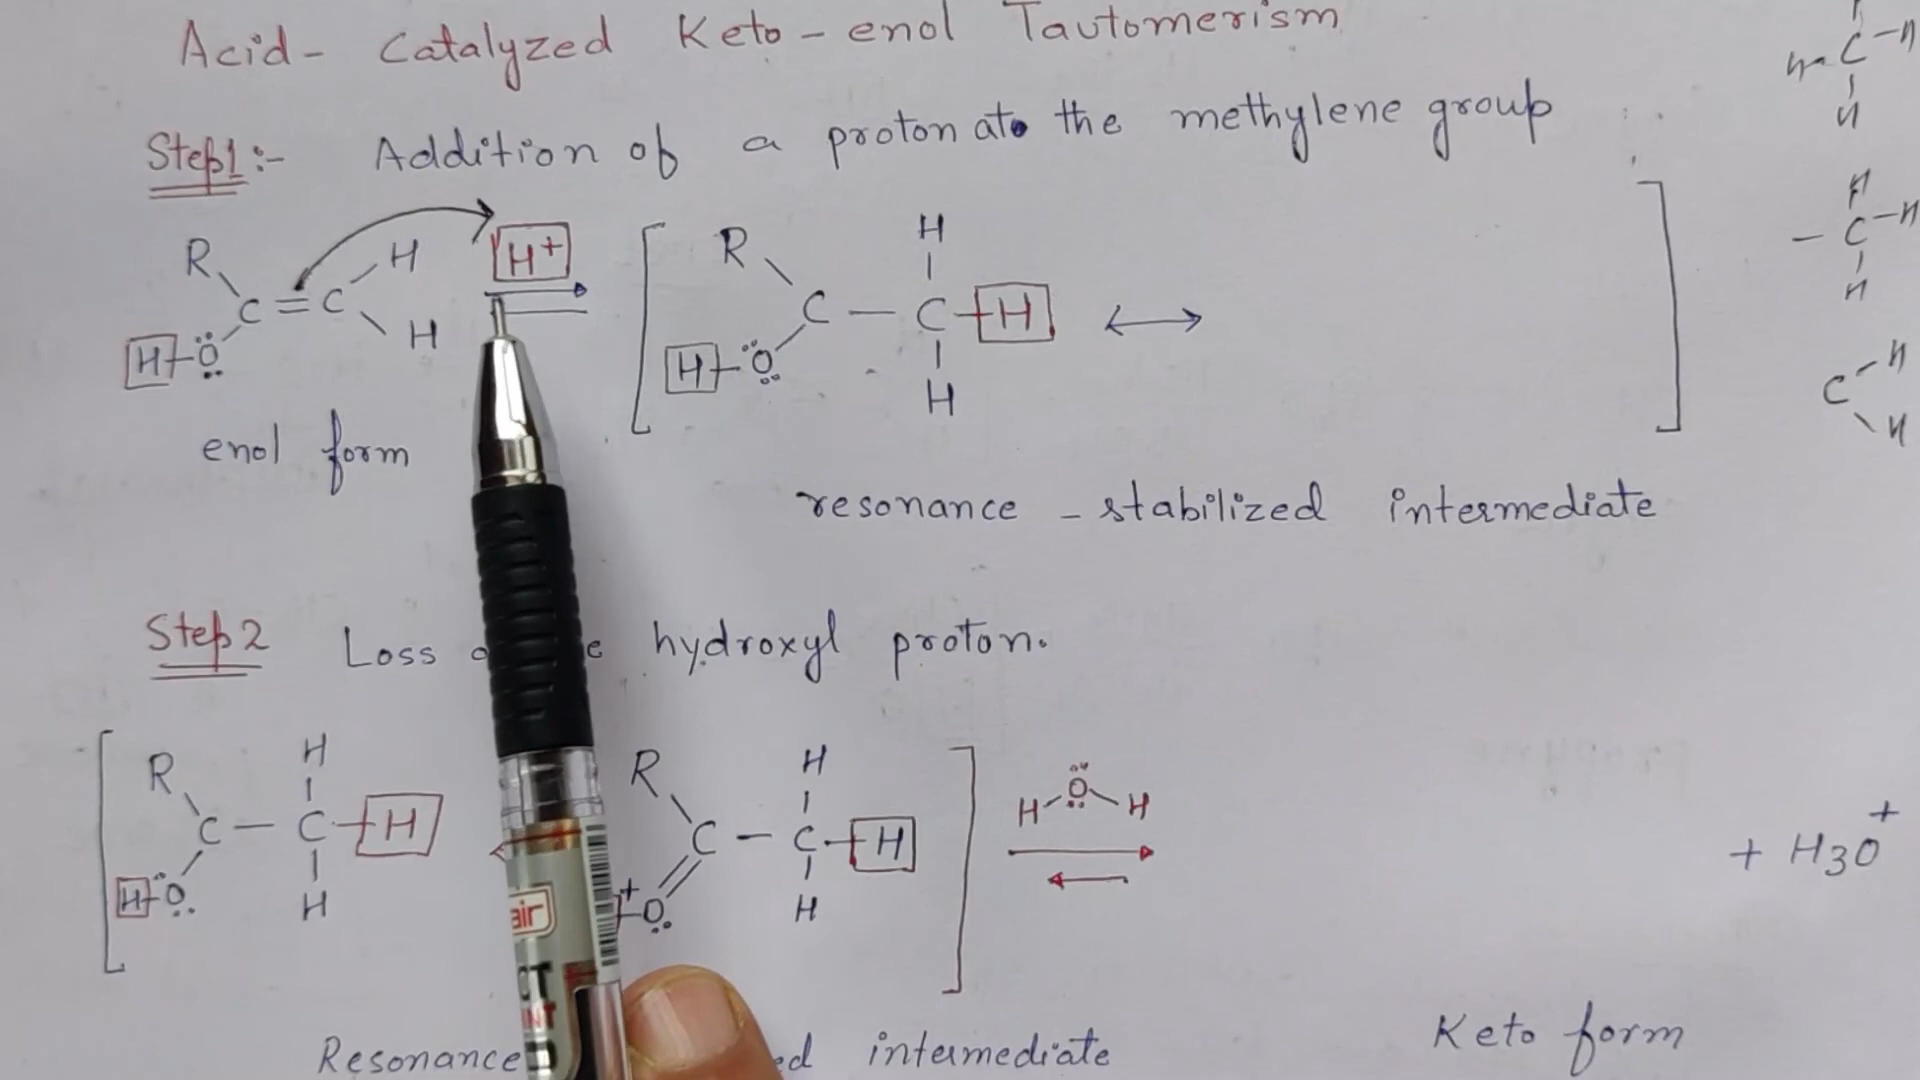 Acid- Catalyzed Keto-enol Tautomerism
Step1:- Addition of a proton at the methylene group
R C=C H H H-O
H+
R C-C-H H H H-O
enol form
resonance-stabilized intermediate
Step2 Loss hydroxyl proton.
R C-C-H H H H-O
R C-C-H H H +O
H O H
+ H3O+
Resonance intermediate
Keto form
C H H H
C H H H
C H H